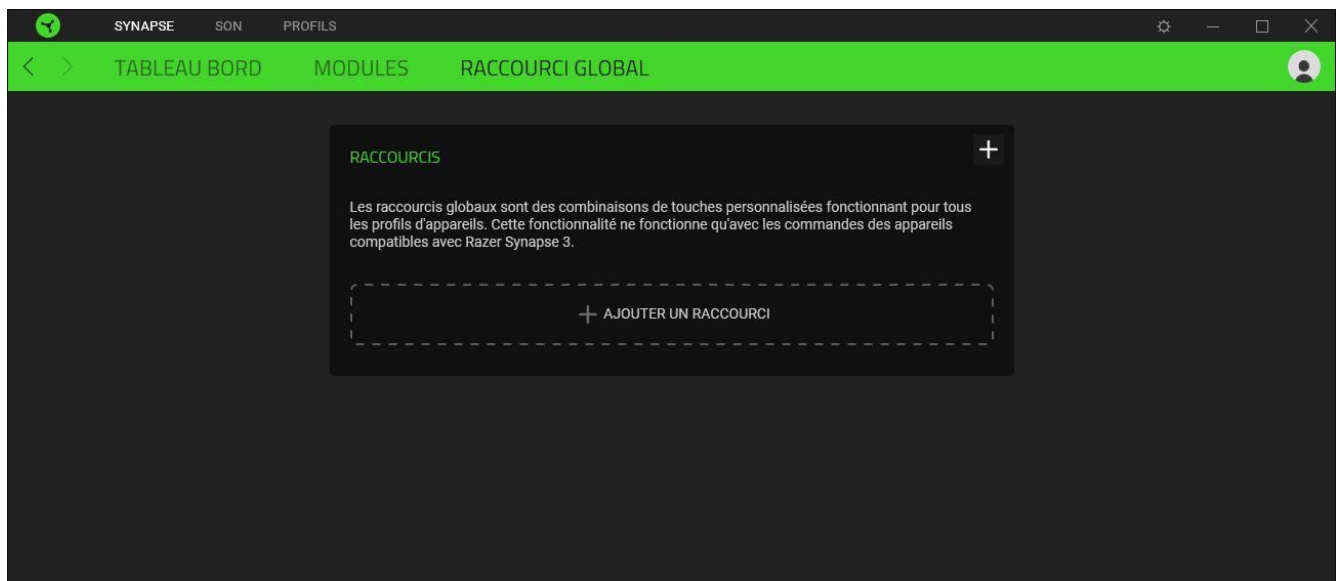 SYNAPSE SON PROFILS
TABLEAU BORD MODULES RACCOURCI GLOBAL
RACCOURCIS
Les raccourcis globaux sont des combinaisons de touches personnalisées fonctionnant pour tous
les profils d'appareils. Cette fonctionnalité ne fonctionne qu'avec les commandes des appareils
compatibles avec Razer Synapse 3.
AJOUTER UN RACCOURCI